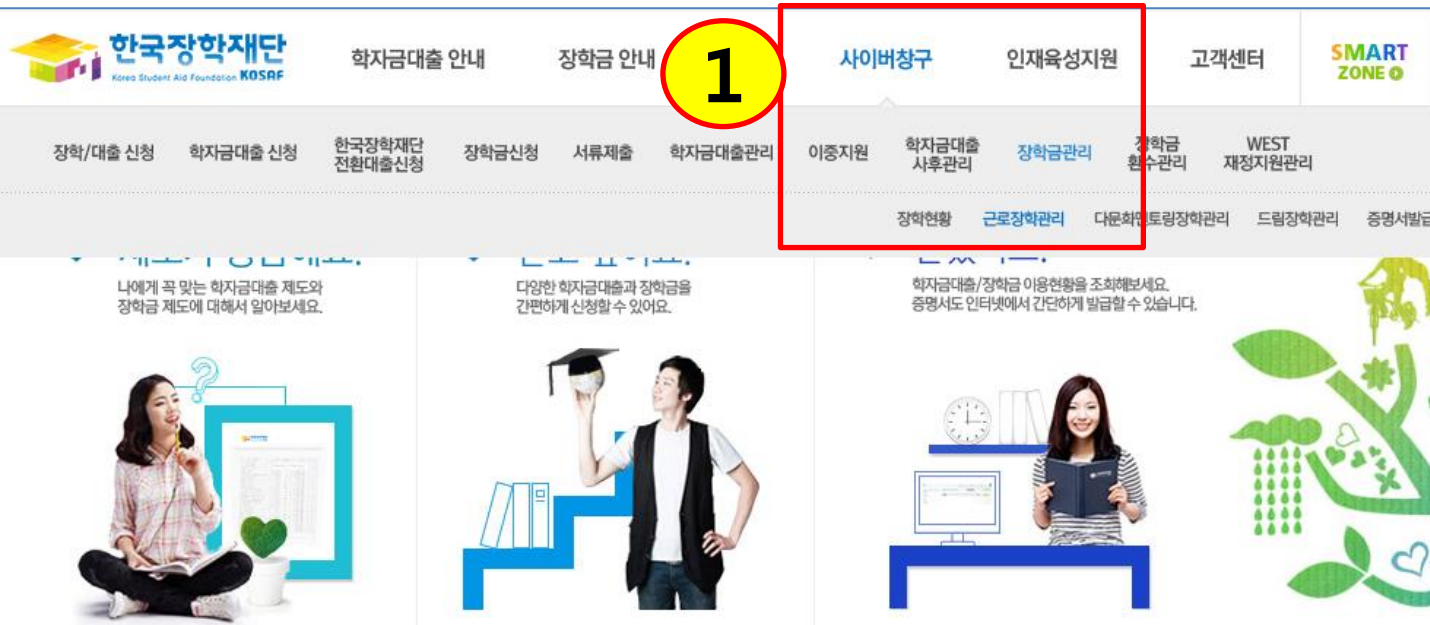 한국장학재단
Korea Student Aid Foundation KOSAF
학자금대출 안내
장학금 안내
1
사이버창구
인재육성지원
고객센터
SMART
ZONE
장학/대출 신청
학자금대출 신청
한국장학재단
전환대출신청
장학금신청
서류제출
학자금대출관리
이중지원
학자금대출
사후관리
장학금관리
장학금
환수관리
WEST
재정지원관리
장학현황
근로장학관리
다문화멘토링장학관리
드림장학관리
증명서발급
나에게 꼭 맞는 학자금대출 제도와
장학금 제도에 대해서 알아보세요.
다양한 학자금대출과 장학금을
간편하게 신청할 수 있어요.
학자금대출/장학금 이용현황을 조회해보세요.
증명서도 인터넷에서 간단하게 발급할 수 있습니다.